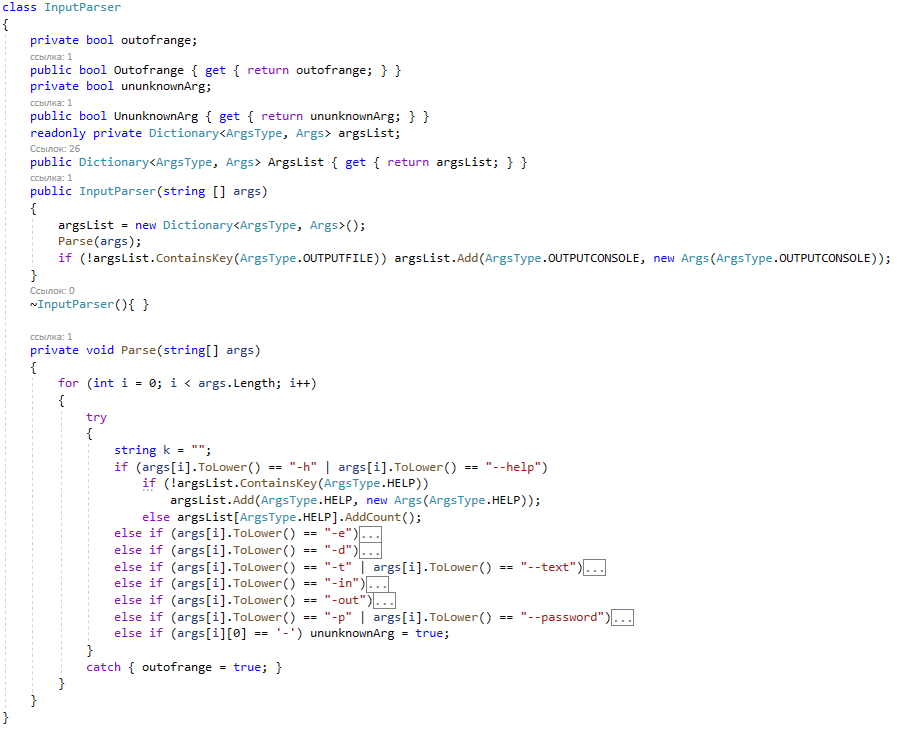 class InputParser
{
    private bool outofrange;
    ссылка: 1
    public bool Outofrange { get { return outofrange; } }
    private bool ununknownArg;
    ссылка: 1
    public bool UnunknownArg { get { return ununknownArg; } }
    readonly private Dictionary<ArgsType, Args> argsList;
    Ссылок: 26
    public Dictionary<ArgsType, Args> ArgsList { get { return argsList; } }
    ссылка: 1
    public InputParser(string [] args)
    {
        argsList = new Dictionary<ArgsType, Args>();
        Parse(args);
        if (!argsList.ContainsKey(ArgsType.OUTPUTFILE)) argsList.Add(ArgsType.OUTPUTCONSOLE, new Args(ArgsType.OUTPUTCONSOLE));
    }
    Ссылок: 0
    ~InputParser(){ }
    ссылка: 1
    private void Parse(string[] args)
    {
        for (int i = 0; i < args.Length; i++)
        {
            try
            {
                string k = "";
                if (args[i].ToLower() == "-h" | args[i].ToLower() == "--help")
                    if (!argsList.ContainsKey(ArgsType.HELP))
                        argsList.Add(ArgsType.HELP, new Args(ArgsType.HELP));
                    else argsList[ArgsType.HELP].AddCount();
                else if (args[i].ToLower() == "-e")...
                else if (args[i].ToLower() == "-d")...
                else if (args[i].ToLower() == "-t" | args[i].ToLower() == "--text")...
                else if (args[i].ToLower() == "-in")...
                else if (args[i].ToLower() == "-out")...
                else if (args[i].ToLower() == "-p" | args[i].ToLower() == "--password")...
                else if (args[i][0] == '-') ununknownArg = true;
            }
            catch { outofrange = true; }
        }
    }
}